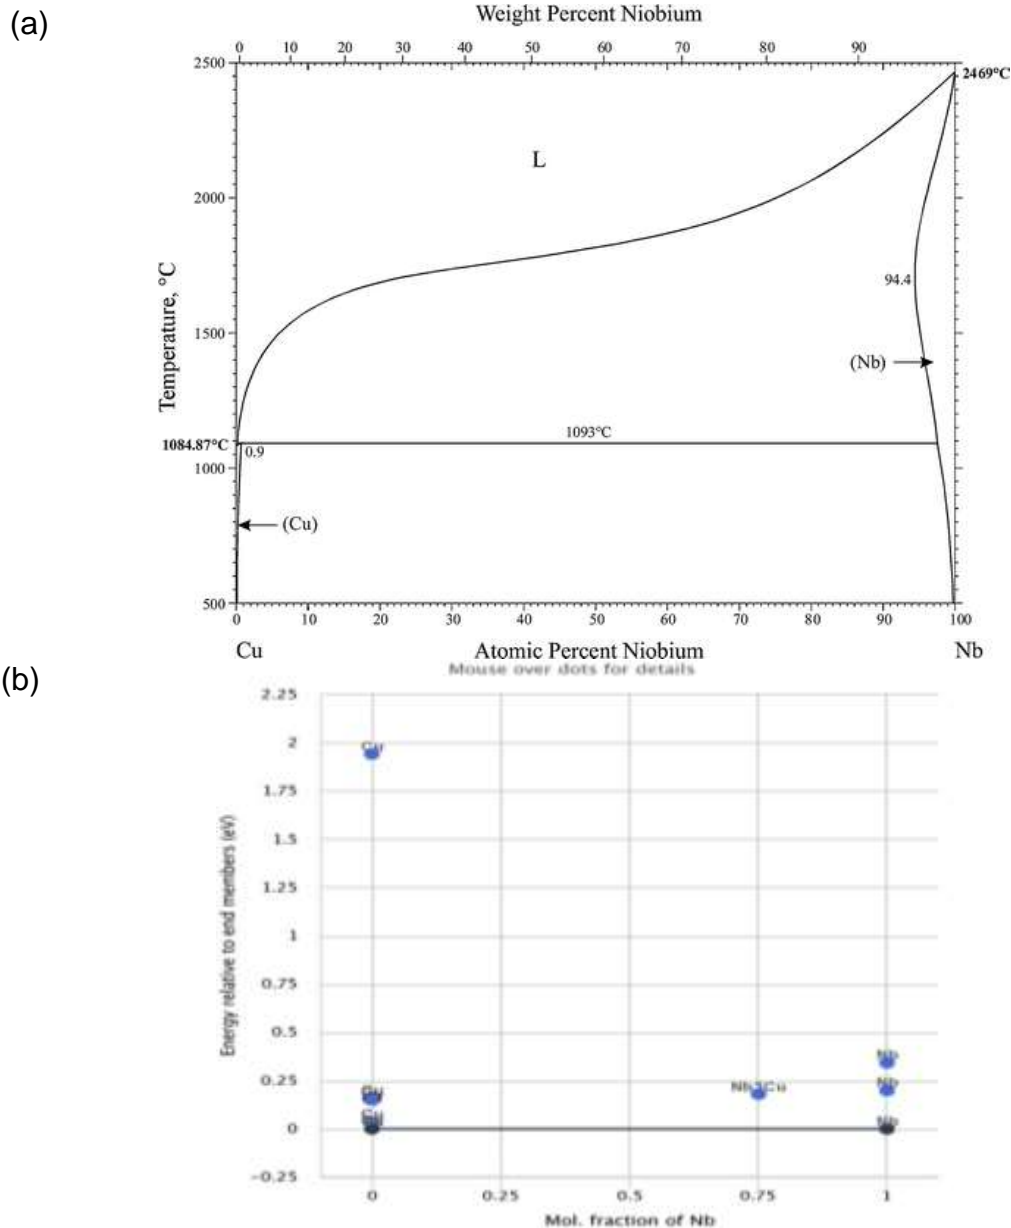 (a)
Weight Percent Niobium
0 10 20 30 40 50 60 70 80 90
2500
2469°C
L
2000
Temperature, °C
94.4
1500
(Nb)
1093°C
1084.87°C
0.9
1000
(Cu)
500
0 10 20 30 40 50 60 70 80 90 100
Cu Atomic Percent Niobium Nb
(b)
Mouse over dots for details
2.25
2
Cu
1.75
1.5
1.25
Energy relative to end members (eV)
1
0.75
0.5
Nb
0.25
Nb
Nb3Cu
Cu
0
Nb
-0.25
0 0.25 0.5 0.75 1
Mol. fraction of Nb